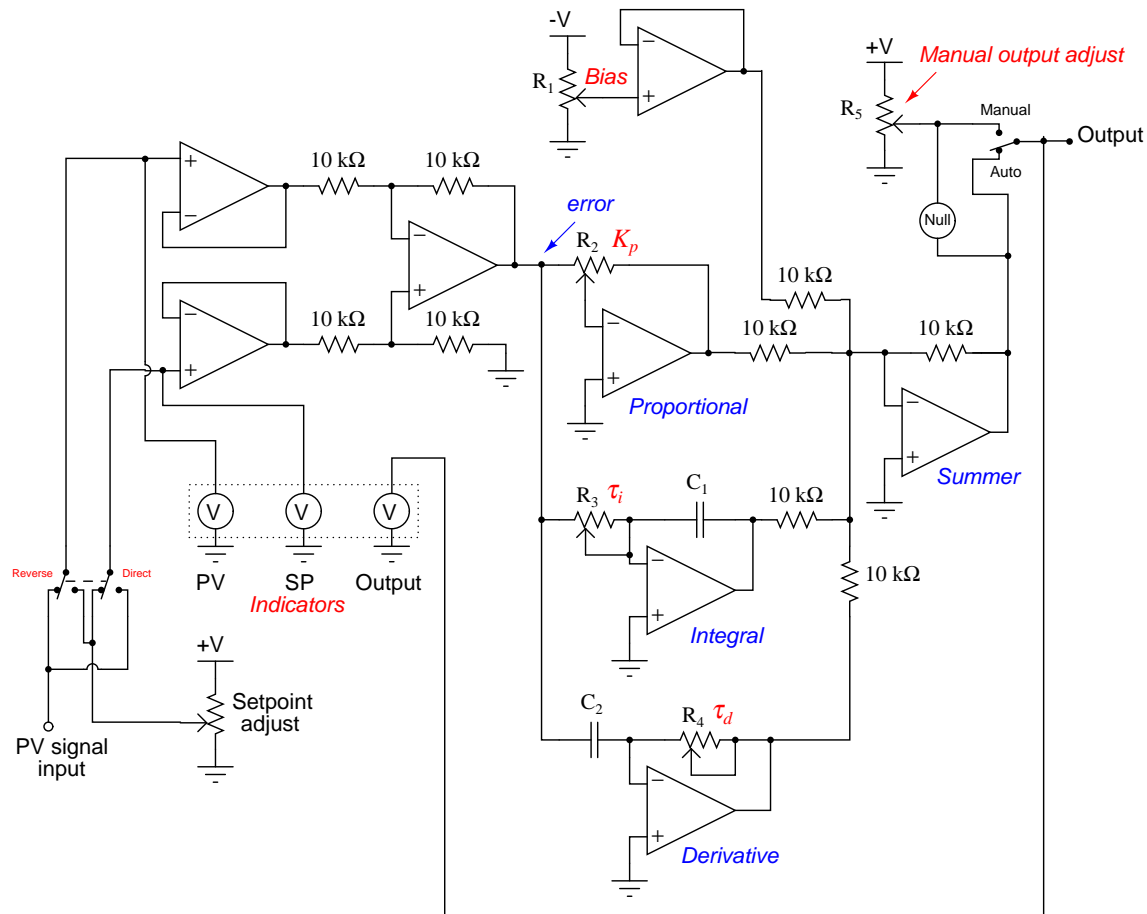 -V
R1
Bias
−
+
+V
Manual output adjust
R5
Manual
Auto
Output
Null
+
−
10 kΩ
10 kΩ
−
+
error
R2
Kp
−
+
10 kΩ
10 kΩ
−
+
10 kΩ
10 kΩ
Proportional
10 kΩ
−
+
Summer
V
V
V
PV
SP
Output
Indicators
R3
τi
C1
10 kΩ
−
+
Integral
10 kΩ
Reverse
Direct
+V
Setpoint
adjust
PV signal
input
C2
R4
τd
−
+
Derivative